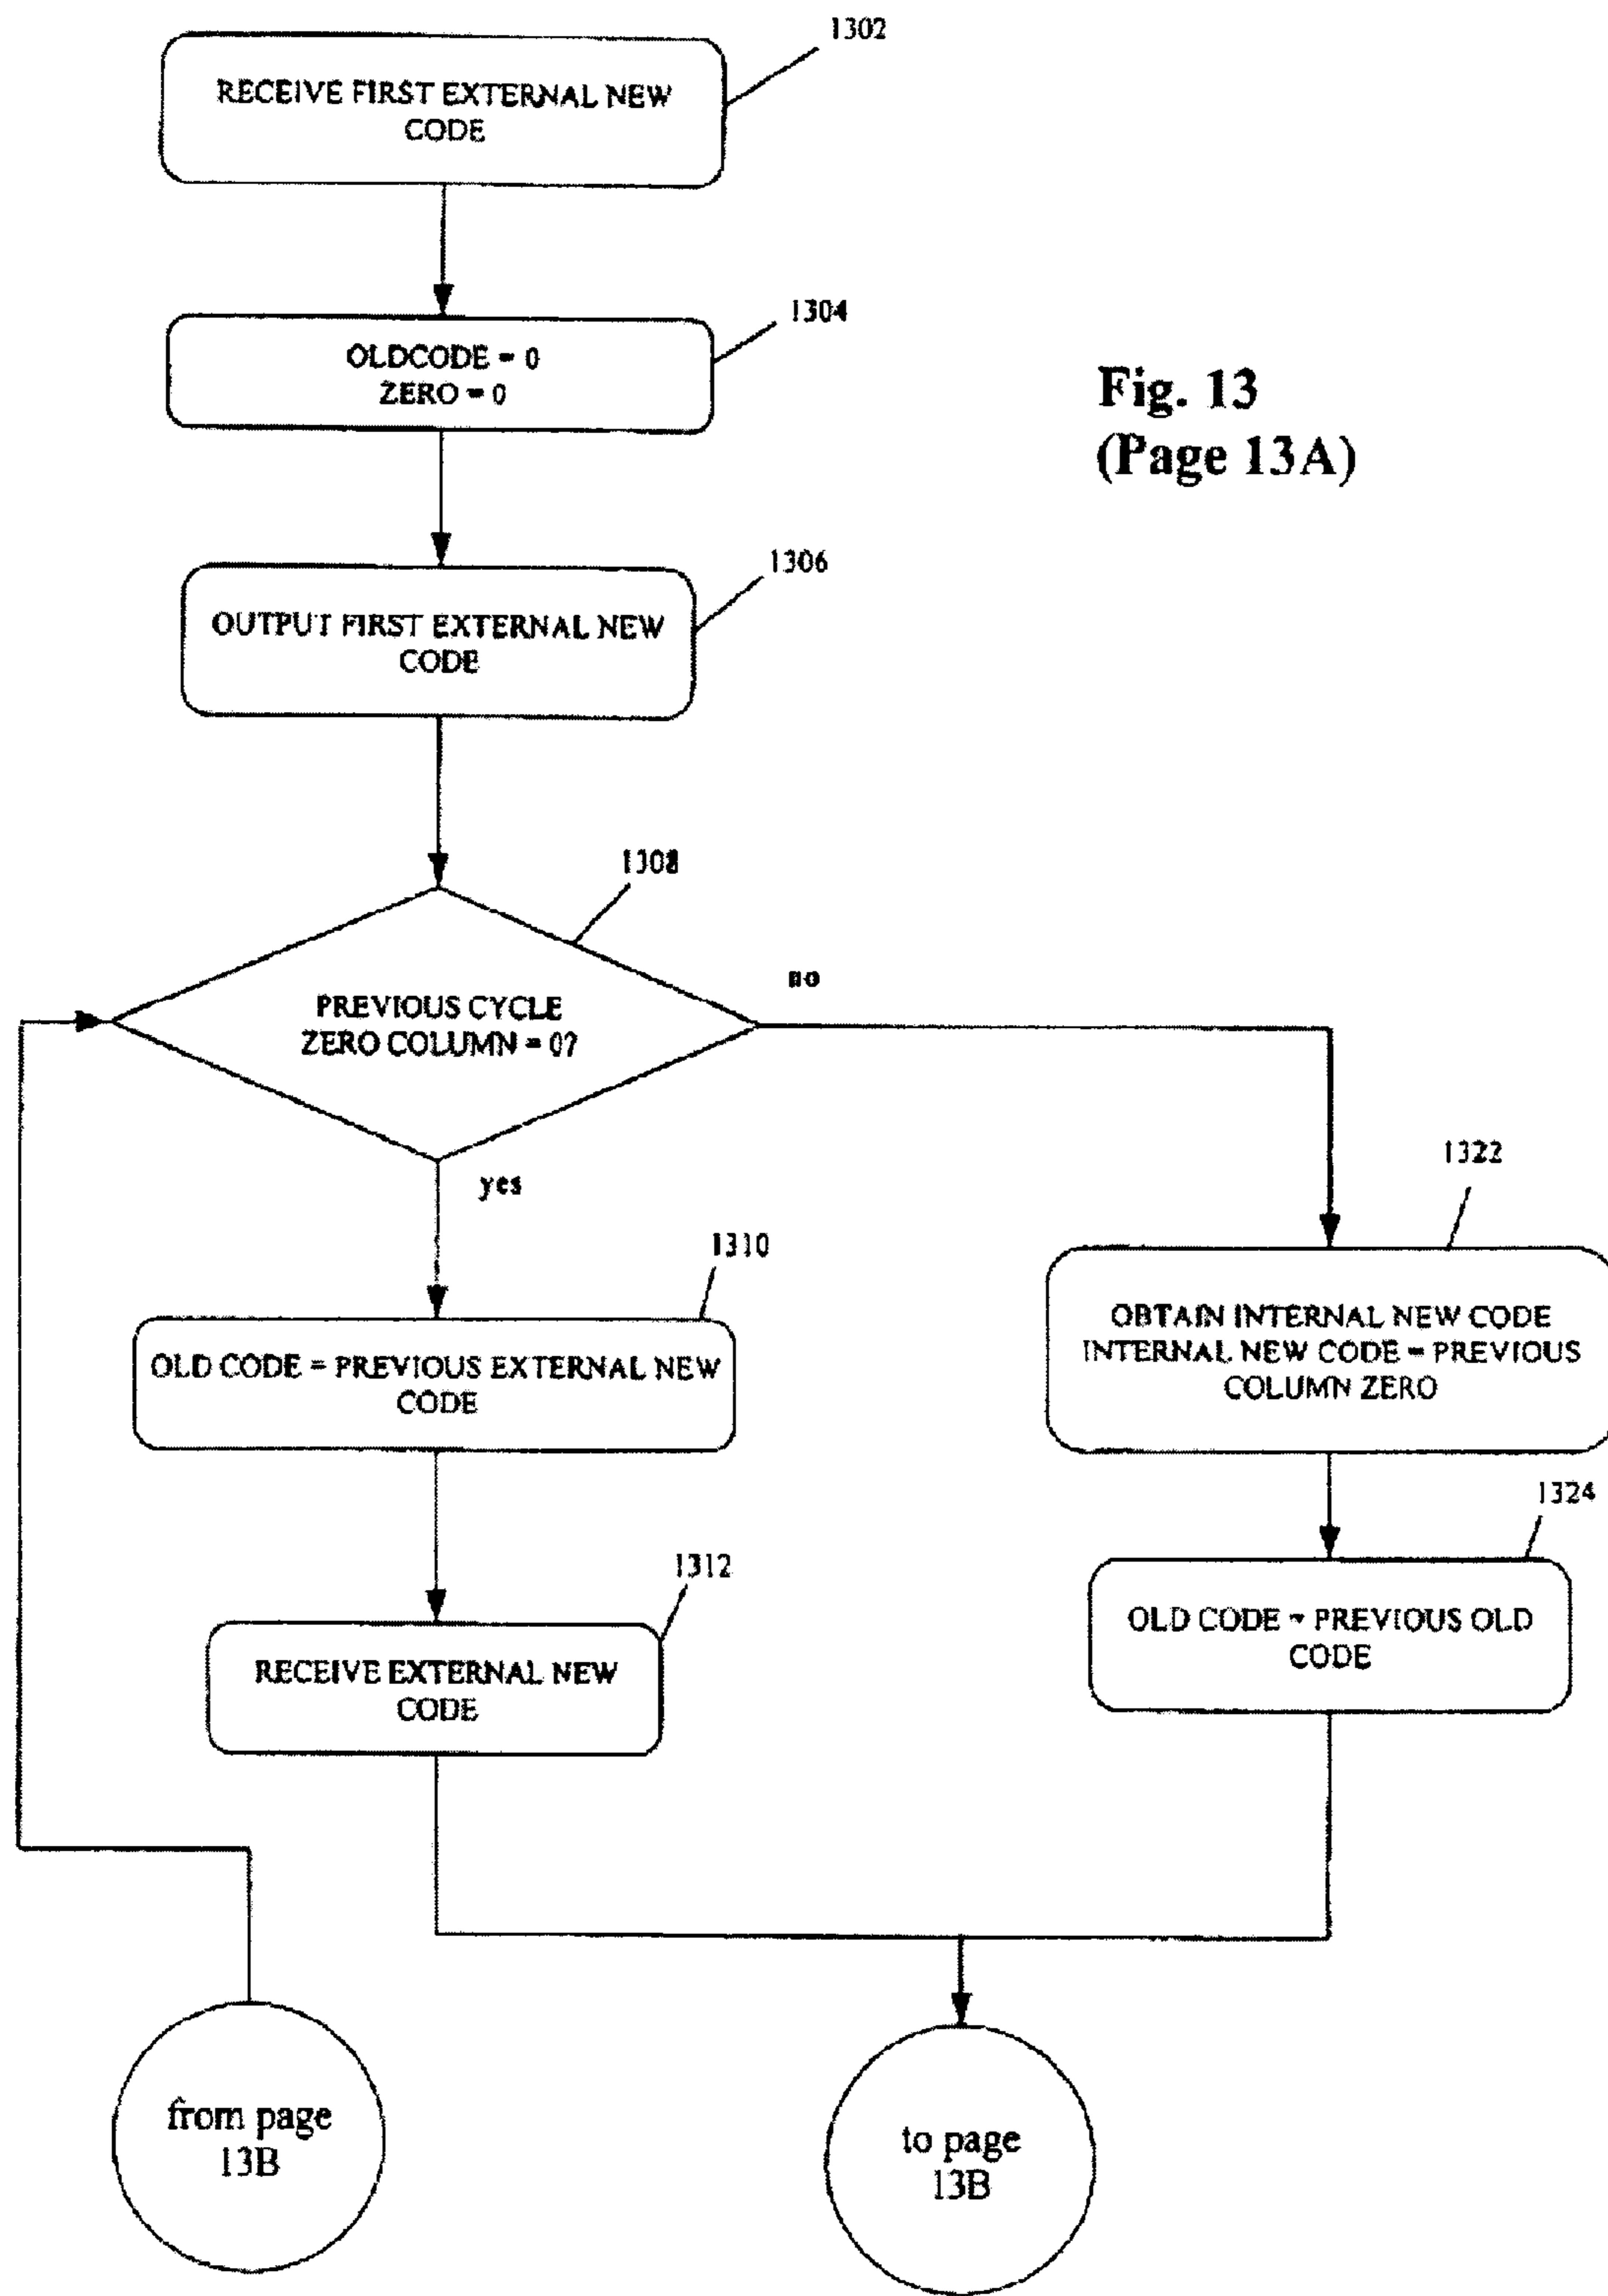 1302
RECEIVE FIRST EXTERNAL NEW
CODE
1304
OLDCODE = 0
ZERO = 0
Fig. 13
(Page 13A)
1306
OUTPUT FIRST EXTERNAL NEW
CODE
1308
PREVIOUS CYCLE
ZERO COLUMN = 0?
no
yes
1310
OLD CODE = PREVIOUS EXTERNAL NEW
CODE
1322
OBTAIN INTERNAL NEW CODE
INTERNAL NEW CODE = PREVIOUS
COLUMN ZERO
1312
RECEIVE EXTERNAL NEW
CODE
1324
OLD CODE = PREVIOUS OLD
CODE
from page
13B
to page
13B